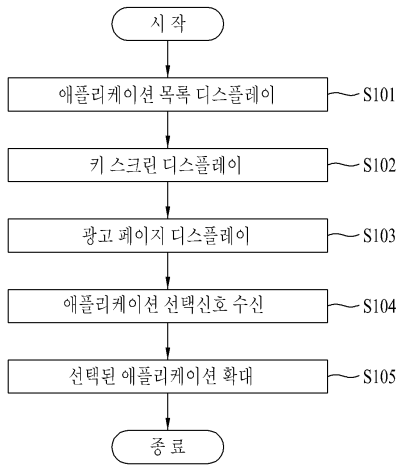 시 작
애플리케이션 목록 디스플레이
S101
키 스크린 디스플레이
S102
광고 페이지 디스플레이
S103
애플리케이션 선택신호 수신
S104
선택된 애플리케이션 확대
S105
종 료